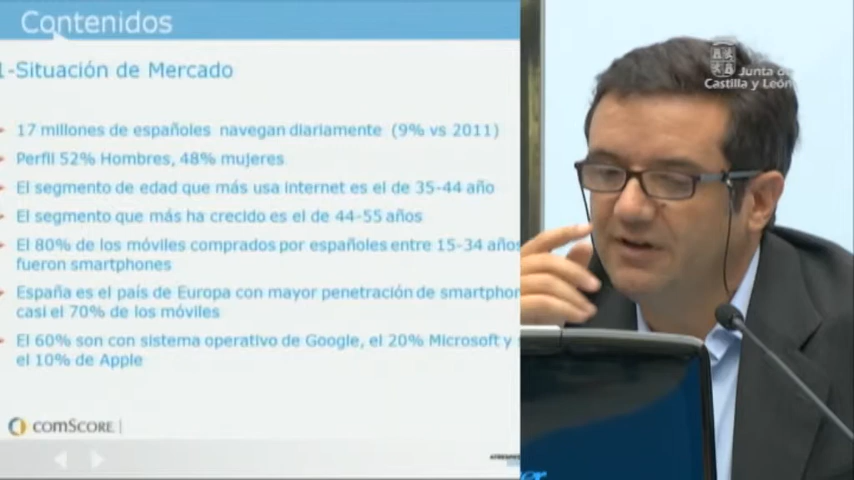 Contenidos
1-Situación de Mercado
17 millones de españoles navegan diariamente (9% vs 2011)
Perfil 52% Hombres, 48% mujeres
El segmento de edad que más usa internet es el de 35-44 año
El segmento que más ha crecido es el de 44-55 años
El 80% de los móviles comprados por españoles entre 15-34 años
fueron smartphones
España es el país de Europa con mayor penetración de smartphon
casi el 70% de los móviles
El 60% son con sistema operativo de Google, el 20% Microsoft y
el 10% de Apple
comScore
Junta de
Castilla y León